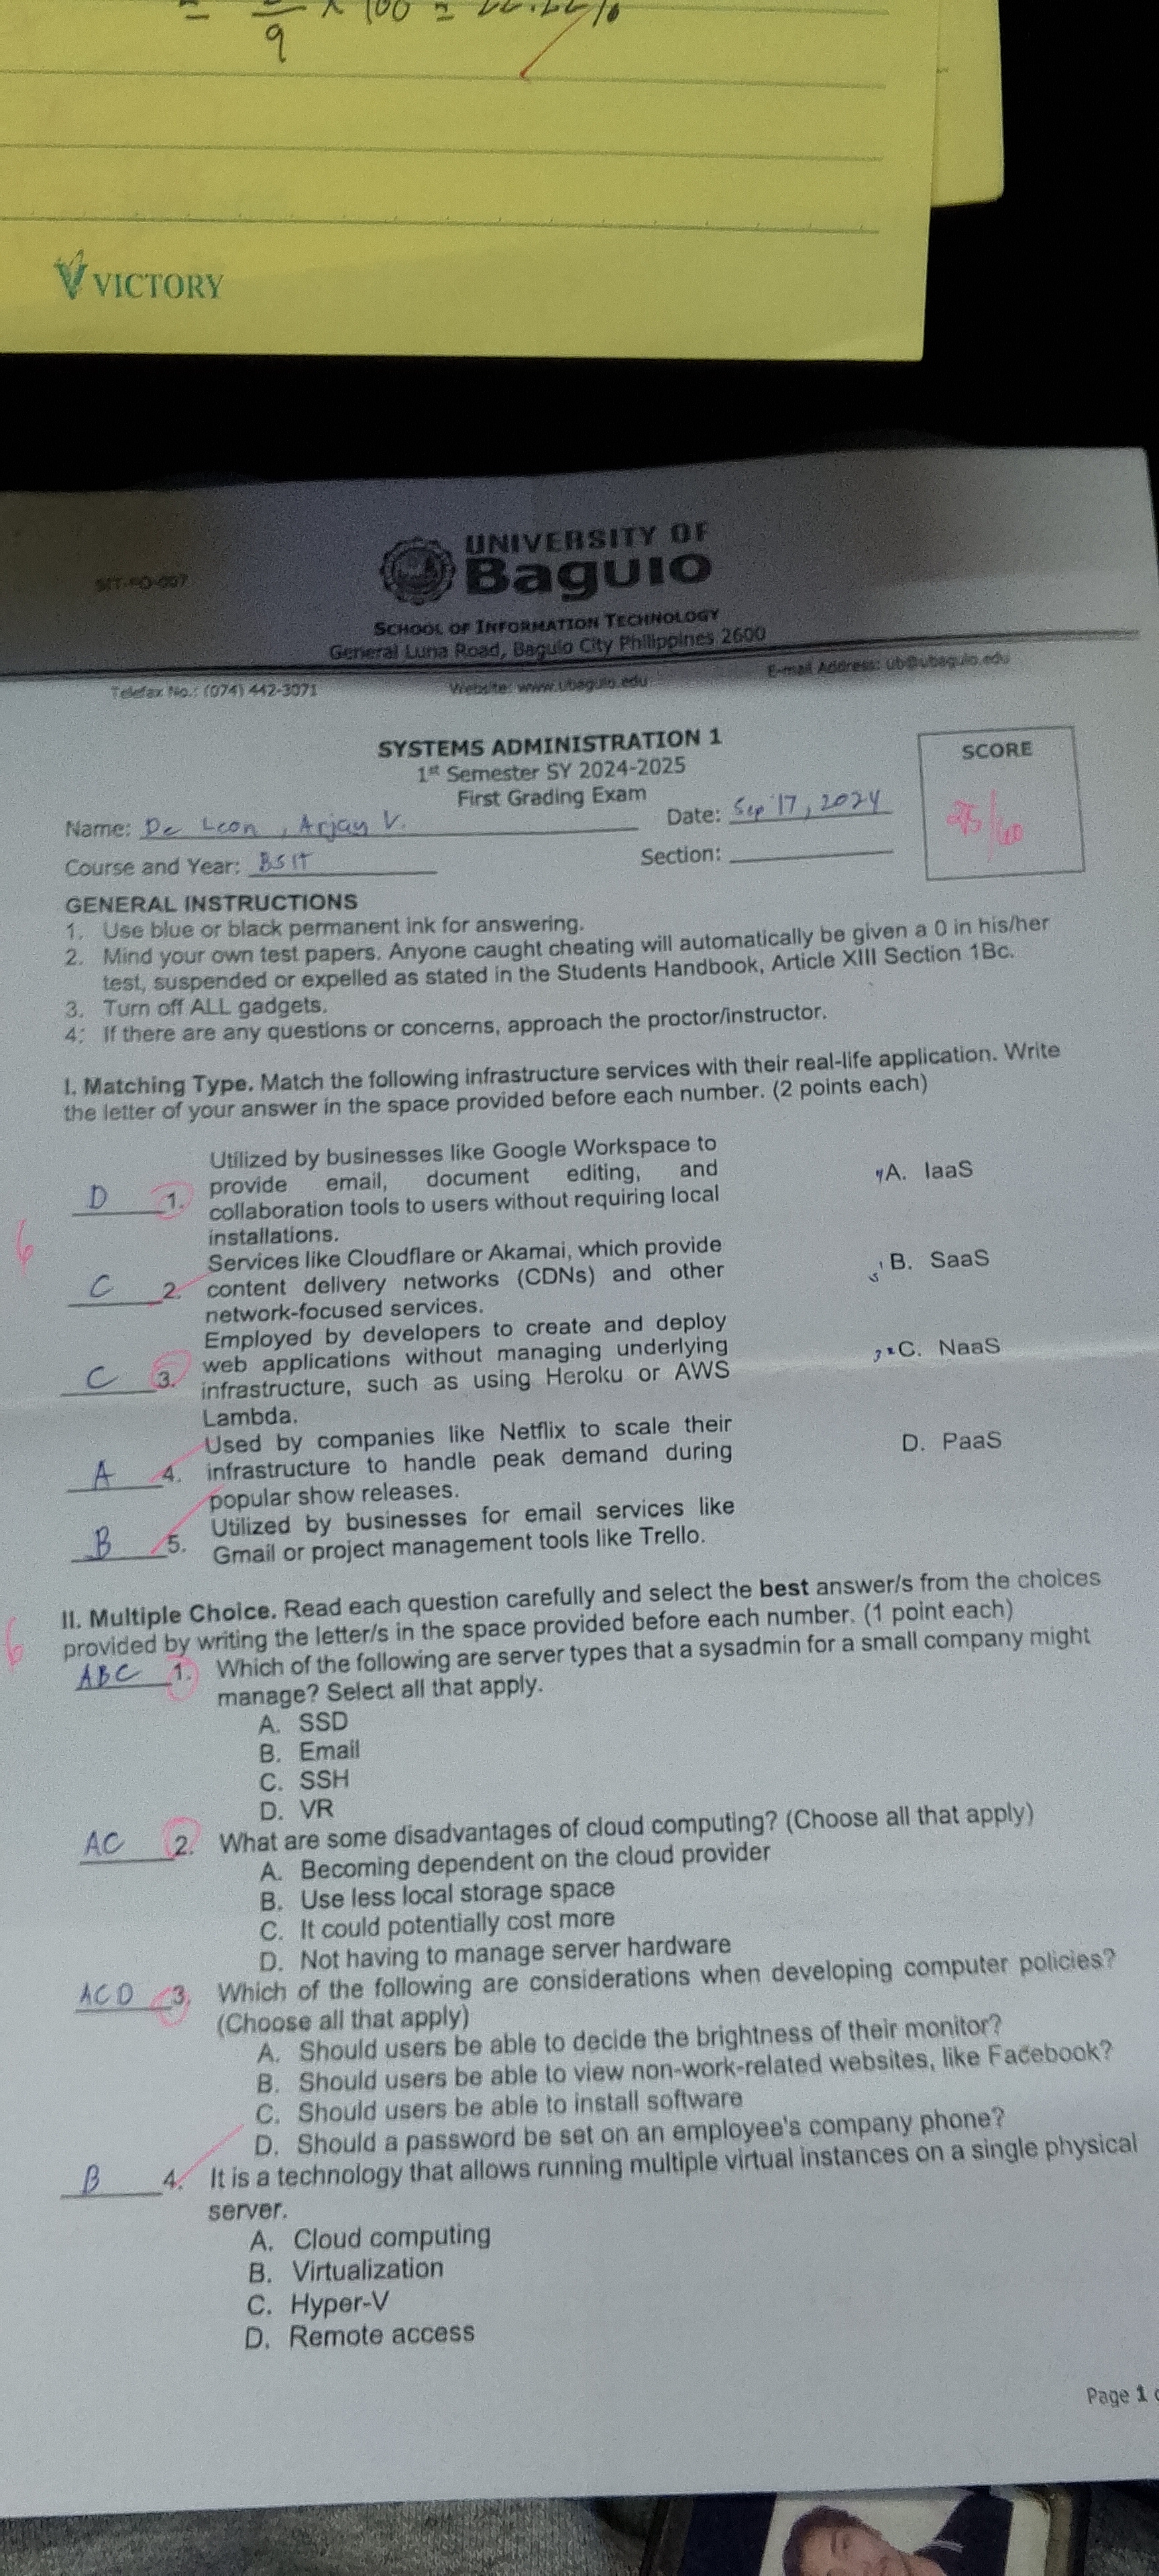 = 9 x 100 = 22.22%
VICTORY
SIT-FO-007
UNIVERSITY OF
Baguio
SCHOOL OF INFORMATION TECHNOLOGY
General Luna Road, Baguio City Philippines 2600
Telefax No.: (074) 442-3071 Website: www.ubaguio.edu E-mail Address: ub@ubaguio.edu
SYSTEMS ADMINISTRATION 1
1st Semester SY 2024-2025
First Grading Exam
SCORE
Name: De Leon, Arjay V. Date: Sep 17, 2024
Course and Year: BSIT Section:
GENERAL INSTRUCTIONS
1. Use blue or black permanent ink for answering.
2. Mind your own test papers. Anyone caught cheating will automatically be given a 0 in his/her
test, suspended or expelled as stated in the Students Handbook, Article XIII Section 1Bc.
3. Turn off ALL gadgets.
4: If there are any questions or concerns, approach the proctor/instructor.
I. Matching Type. Match the following infrastructure services with their real-life application. Write
the letter of your answer in the space provided before each number. (2 points each)
6
D 1. Utilized by businesses like Google Workspace to
provide email, document editing, and
collaboration tools to users without requiring local
installations.
A. IaaS
C 2. Services like Cloudflare or Akamai, which provide
content delivery networks (CDNs) and other
network-focused services.
B. SaaS
C 3. Employed by developers to create and deploy
web applications without managing underlying
infrastructure, such as using Heroku or AWS
Lambda.
C. NaaS
A 4. Used by companies like Netflix to scale their
infrastructure to handle peak demand during
popular show releases.
D. PaaS
B 5. Utilized by businesses for email services like
Gmail or project management tools like Trello.
6
II. Multiple Choice. Read each question carefully and select the best answer/s from the choices
provided by writing the letter/s in the space provided before each number. (1 point each)
ABC 1. Which of the following are server types that a sysadmin for a small company might
manage? Select all that apply.
A. SSD
B. Email
C. SSH
D. VR
AC 2. What are some disadvantages of cloud computing? (Choose all that apply)
A. Becoming dependent on the cloud provider
B. Use less local storage space
C. It could potentially cost more
D. Not having to manage server hardware
ACD 3. Which of the following are considerations when developing computer policies?
(Choose all that apply)
A. Should users be able to decide the brightness of their monitor?
B. Should users be able to view non-work-related websites, like Facebook?
C. Should users be able to install software
D. Should a password be set on an employee's company phone?
B 4. It is a technology that allows running multiple virtual instances on a single physical
server.
A. Cloud computing
B. Virtualization
C. Hyper-V
D. Remote access
Page 1